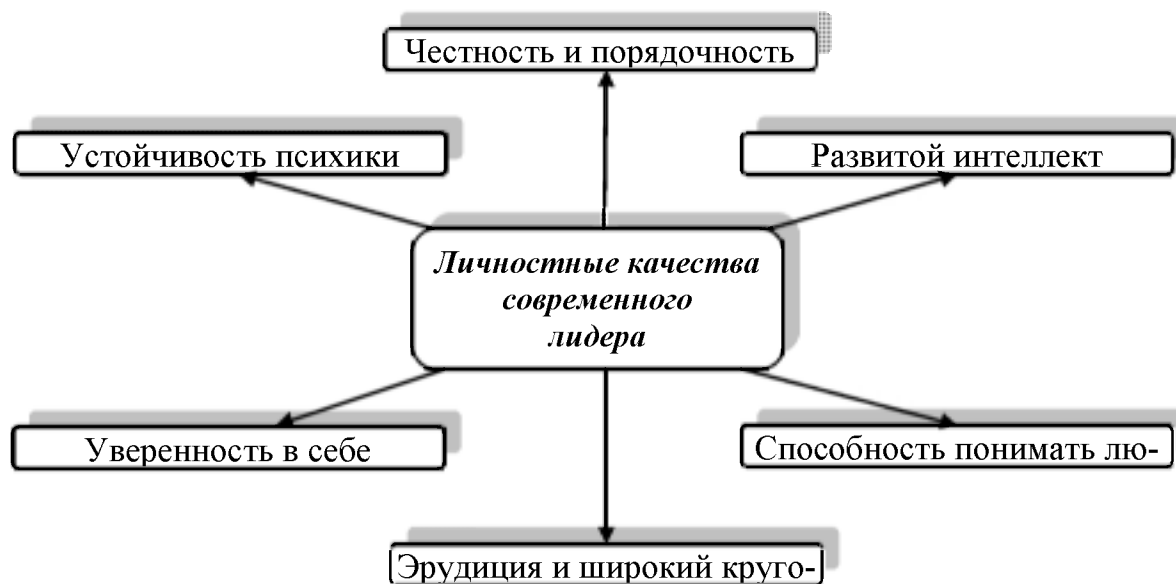 Честность и порядочность
Устойчивость психики
Развитой интеллект
Личностные качества
современного
лидера
Уверенность в себе
Способность понимать лю-
Эрудиция и широкий круго-